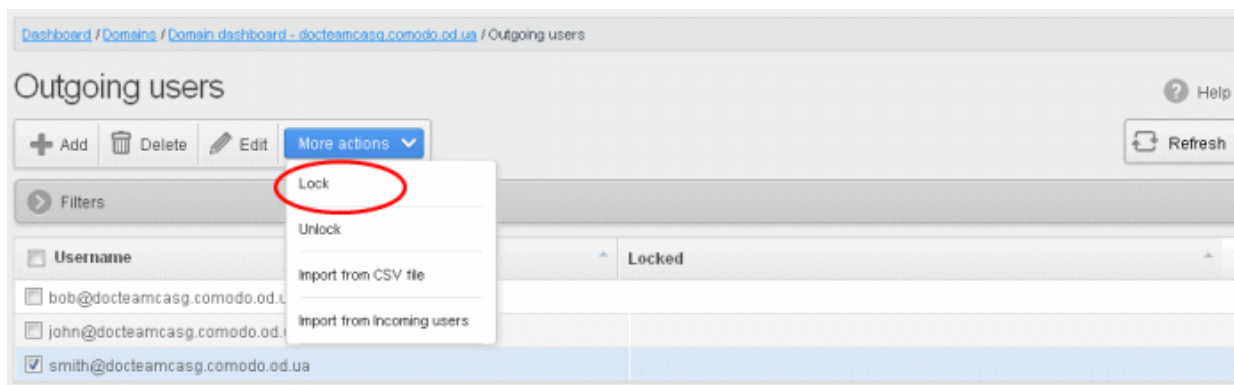 Dashboard / Domains / Domain dashboard - docteamcasg.comodo.od.ua / Outgoing users
Outgoing users
Help
Add Delete Edit More actions Refresh
Lock
Filters
Unlock
Username Locked
Import from CSV file
bob@docteamcasg.comodo.od.u
Import from Incoming users
john@docteamcasg.comodo.od.
smith@docteamcasg.comodo.od.ua